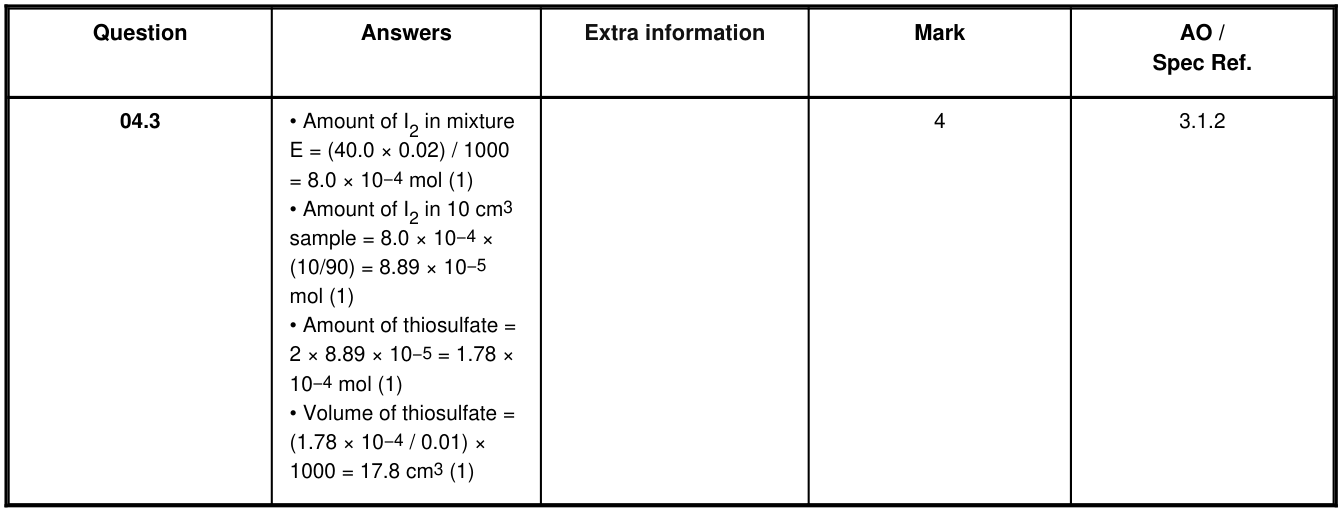 Question Answers Extra information Mark AO /
Spec Ref.
04.3 • Amount of I₂ in mixture 4 3.1.2
E = (40.0 × 0.02) / 1000
= 8.0 × 10⁻⁴ mol (1)
• Amount of I₂ in 10 cm³
sample = 8.0 × 10⁻⁴ ×
(10/90) = 8.89 × 10⁻⁵
mol (1)
• Amount of thiosulfate =
2 × 8.89 × 10⁻⁵ = 1.78 ×
10⁻⁴ mol (1)
• Volume of thiosulfate =
(1.78 × 10⁻⁴ / 0.01) ×
1000 = 17.8 cm³ (1)